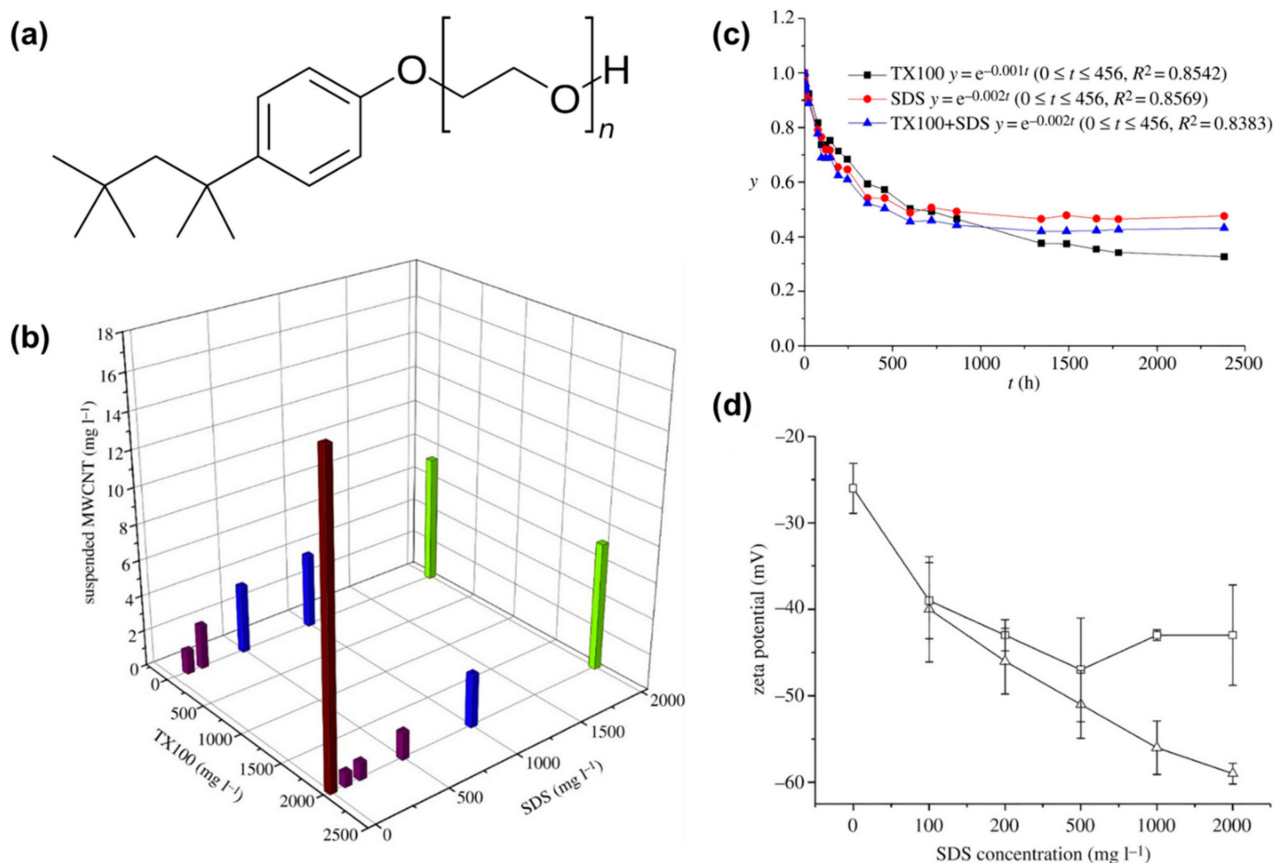 (a)
O
O
H
n
(b)
suspended MWCNT (mg l⁻¹)
18
16
14
12
10
8
6
4
2
0
0
500
1000
1500
2000
2500
TX100 (mg l⁻¹)
0
500
1000
1500
2000
SDS (mg l⁻¹)
(c)
TX100 y = e⁻⁰·⁰⁰¹ᵗ (0 ≤ t ≤ 456, R² = 0.8542)
SDS y = e⁻⁰·⁰⁰²ᵗ (0 ≤ t ≤ 456, R² = 0.8569)
TX100+SDS y = e⁻⁰·⁰⁰²ᵗ (0 ≤ t ≤ 456, R² = 0.8383)
y
1.2
1.0
0.8
0.6
0.4
0.2
0.0
0 500 1000 1500 2000 2500
t (h)
(d)
zeta potential (mV)
–20
–30
–40
–50
–60
0 100 200 500 1000 2000
SDS concentration (mg l⁻¹)